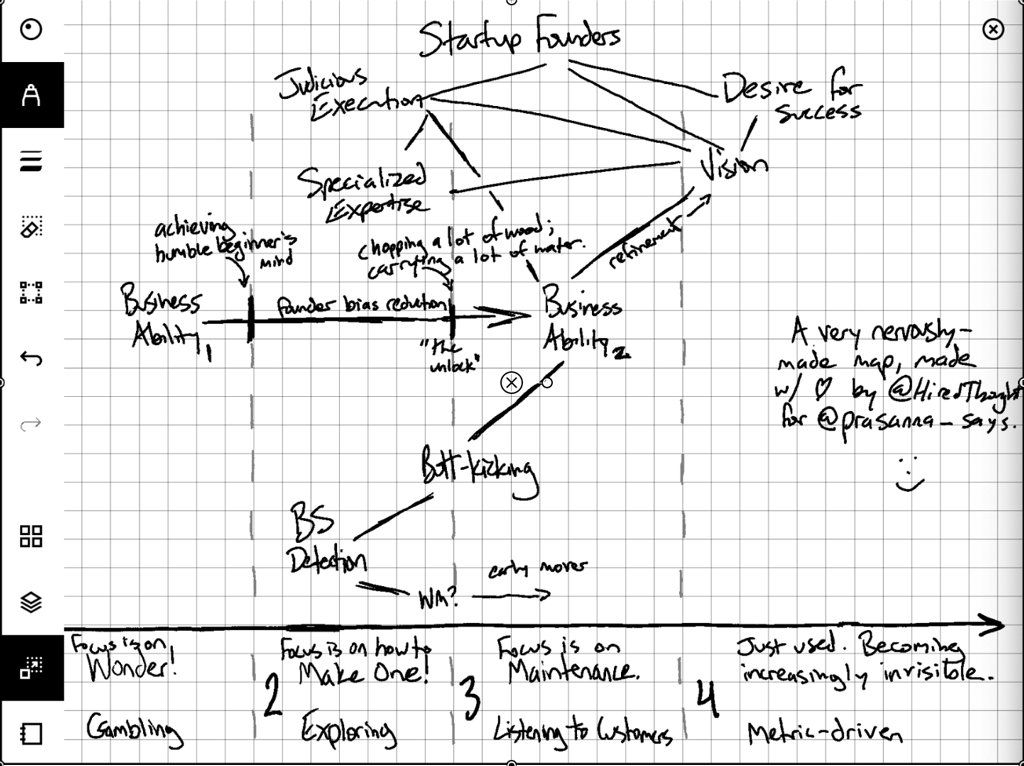 Startup Founders
Judicious
Execution
Desire for
success
Vision
Specialized
Expertise
achieving
humble beginner's
mind
chopping a lot of wood;
carrying a lot of water.
refinement
Business
Ability1
founder bias reduction
"the
unlock"
Business
Ability2
A very nervously-
made map, made
w/ ♡ by @HiredThought
for @prasanna_says.
:)
Butt-kicking
BS
Detection
WM?
early mover
Focus is on
Wonder!
2
Focus is on how to
Make One!
3
Focus is on
Maintenance.
4
Just used. Becoming
increasingly invisible.
Gambling
Exploring
Listening to Customers
Metric-driven